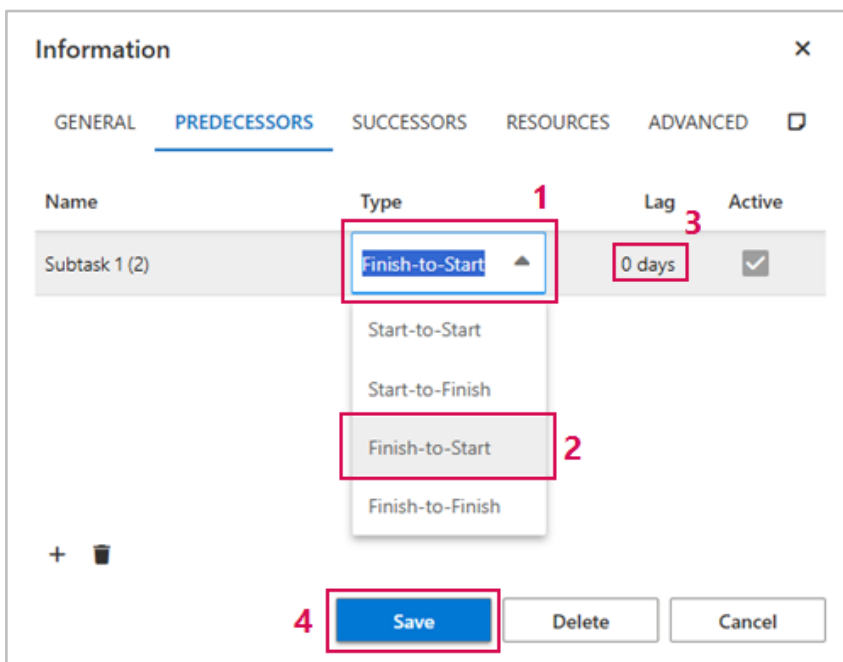 Information
GENERAL PREDECESSORS SUCCESSORS RESOURCES ADVANCED
Name Type 1 Lag Active
3
Subtask 1 (2) Finish-to-Start 0 days
Start-to-Start
Start-to-Finish
Finish-to-Start 2
Finish-to-Finish
4 Save Delete Cancel